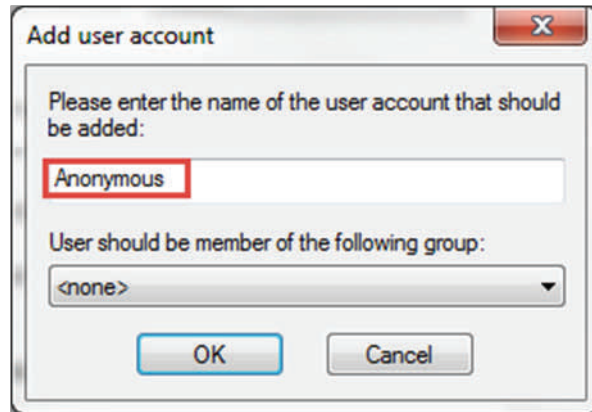 Add user account
Please enter the name of the user account that should
be added:
Anonymous
User should be member of the following group:
<none>
OK
Cancel